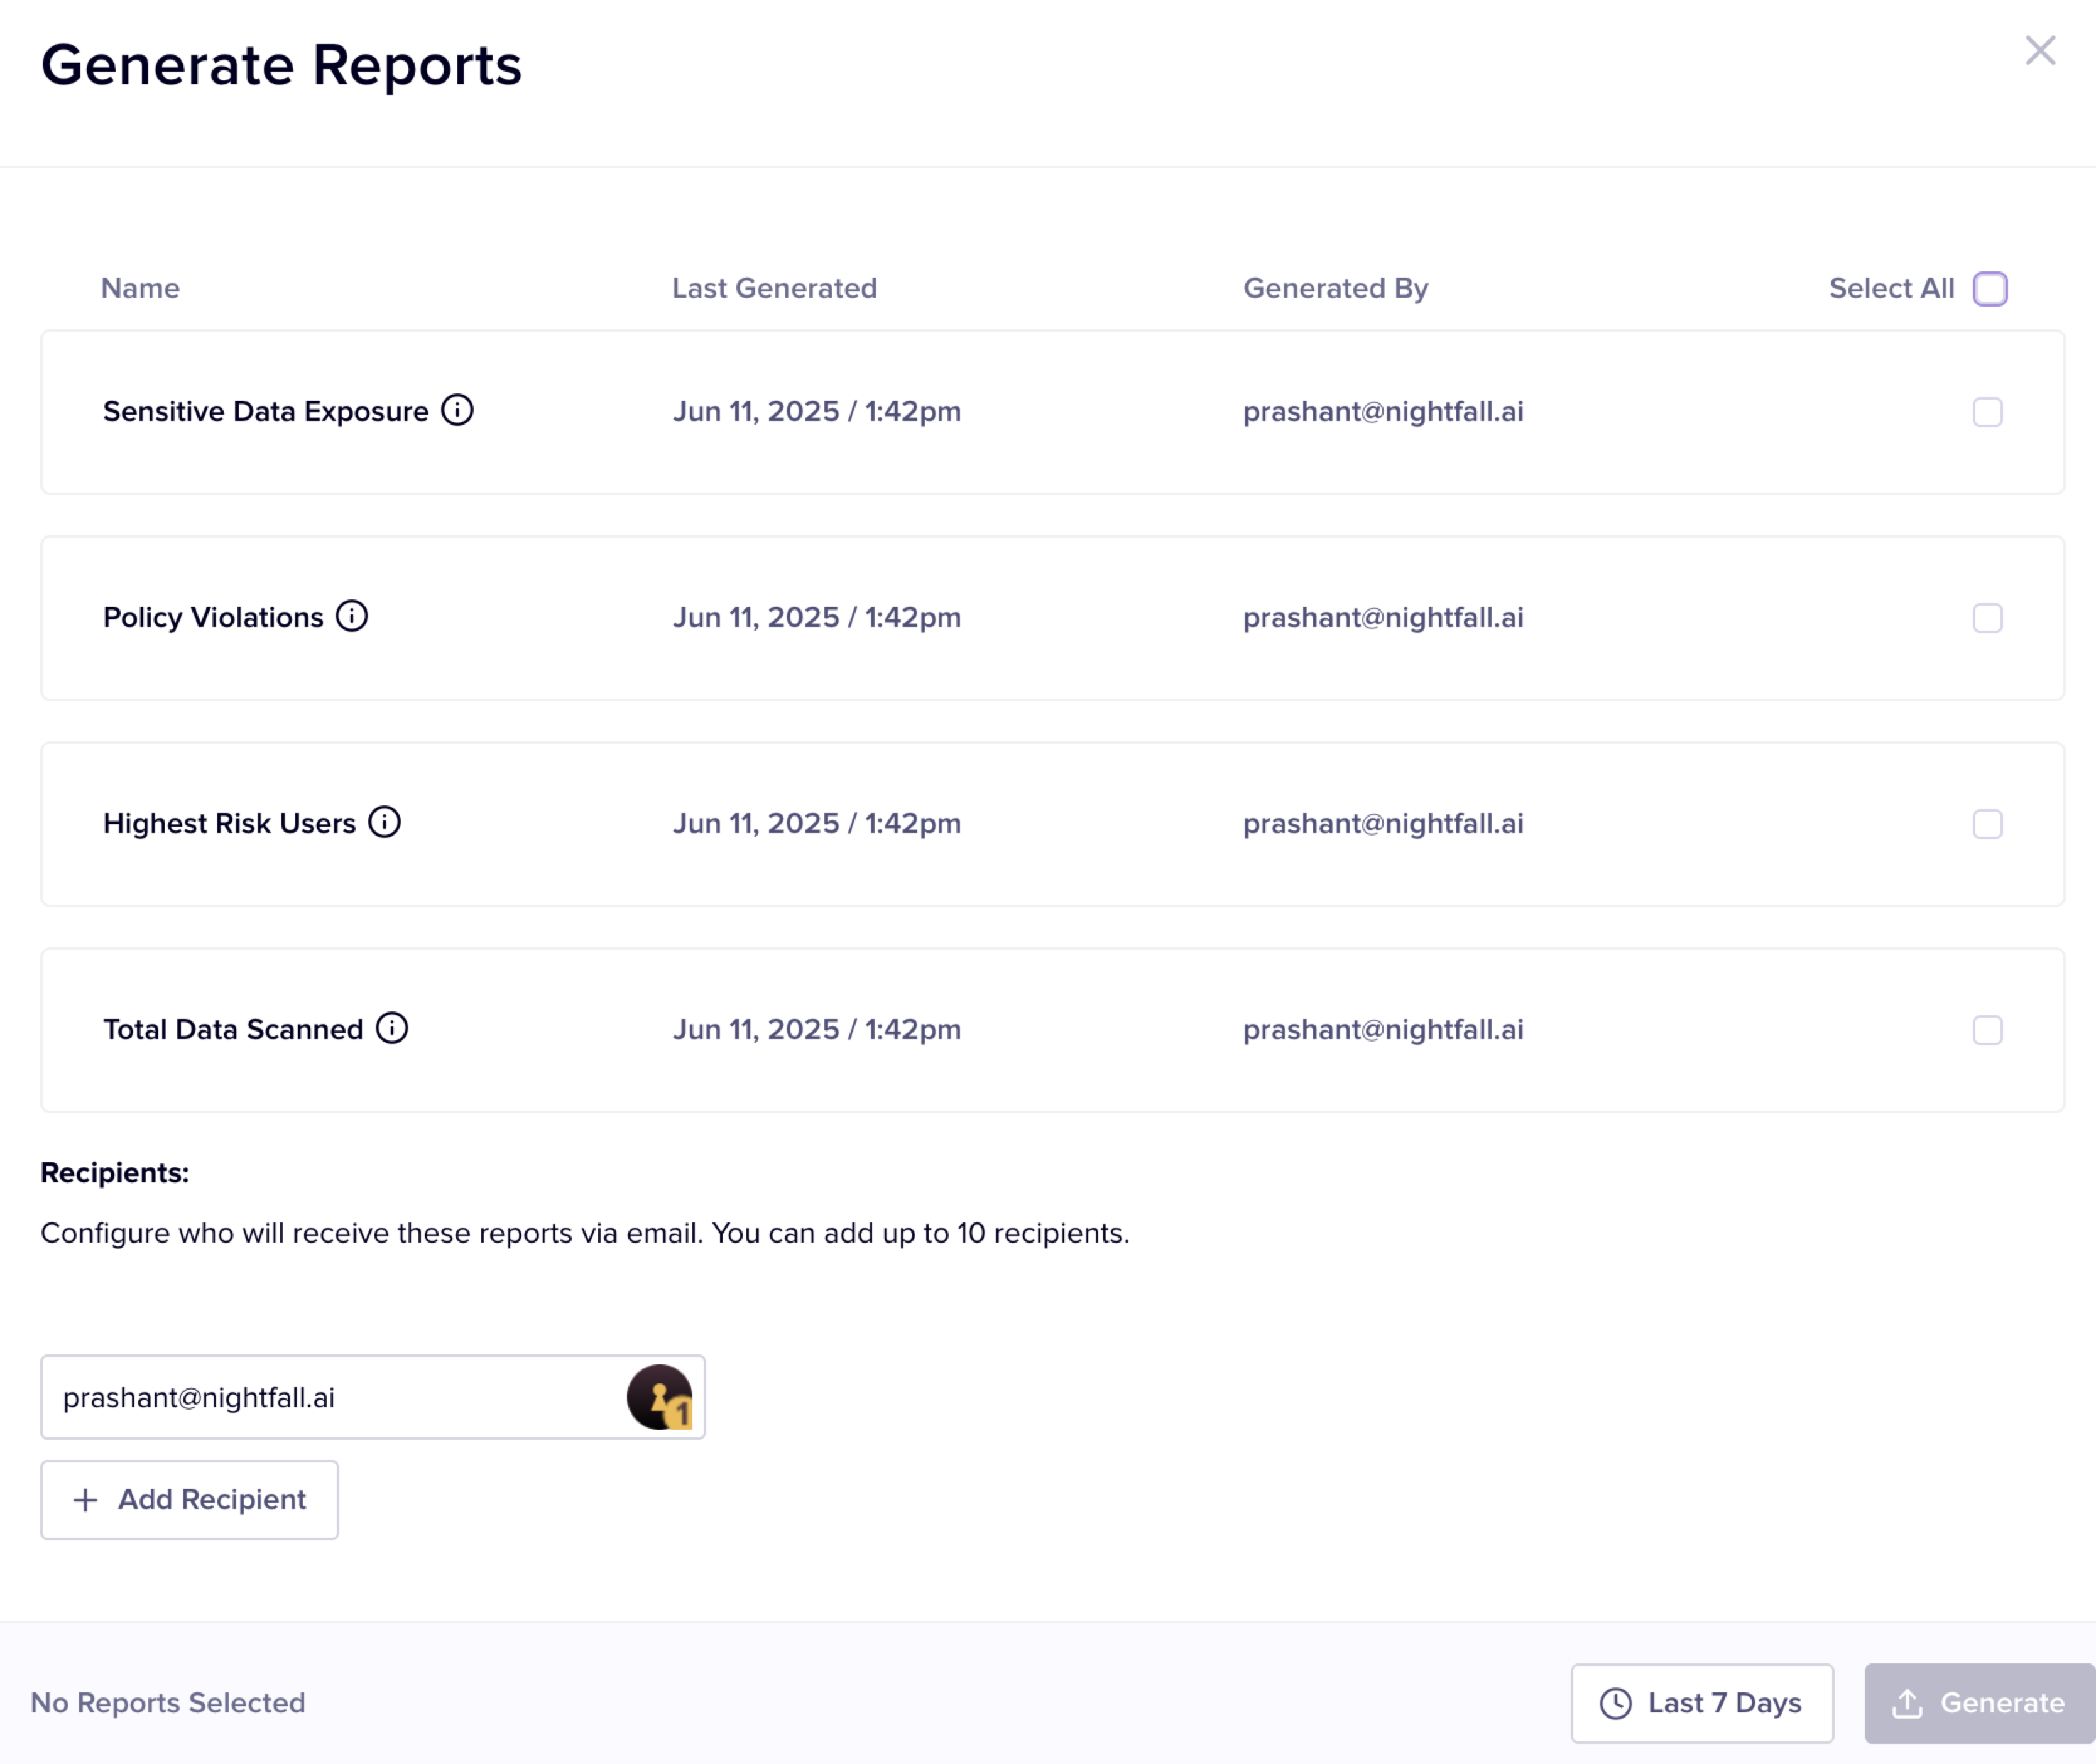 Generate Reports
Name Last Generated Generated By Select All
Sensitive Data Exposure Jun 11, 2025 / 1:42pm prashant@nightfall.ai
Policy Violations Jun 11, 2025 / 1:42pm prashant@nightfall.ai
Highest Risk Users Jun 11, 2025 / 1:42pm prashant@nightfall.ai
Total Data Scanned Jun 11, 2025 / 1:42pm prashant@nightfall.ai
Recipients:
Configure who will receive these reports via email. You can add up to 10 recipients.
prashant@nightfall.ai 1
+ Add Recipient
No Reports Selected Last 7 Days Generate